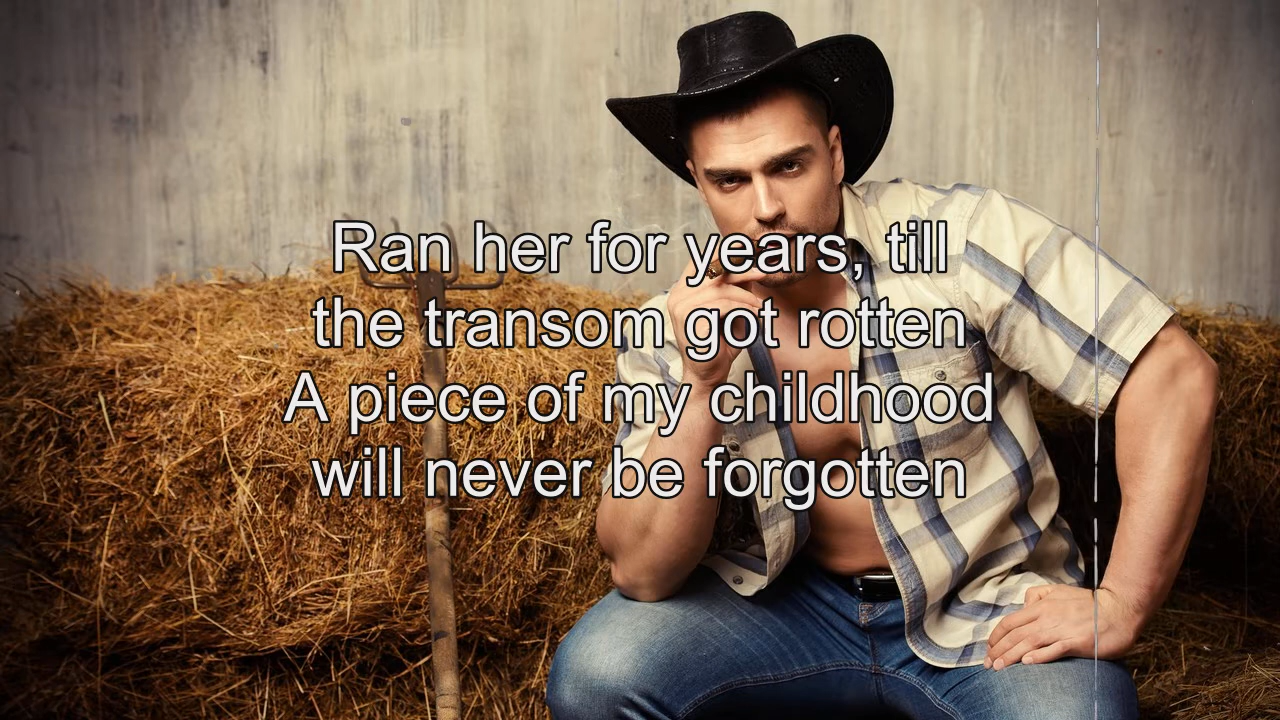 Ran her for years, till
the transom got rotten
A piece of my childhood
will never be forgotten